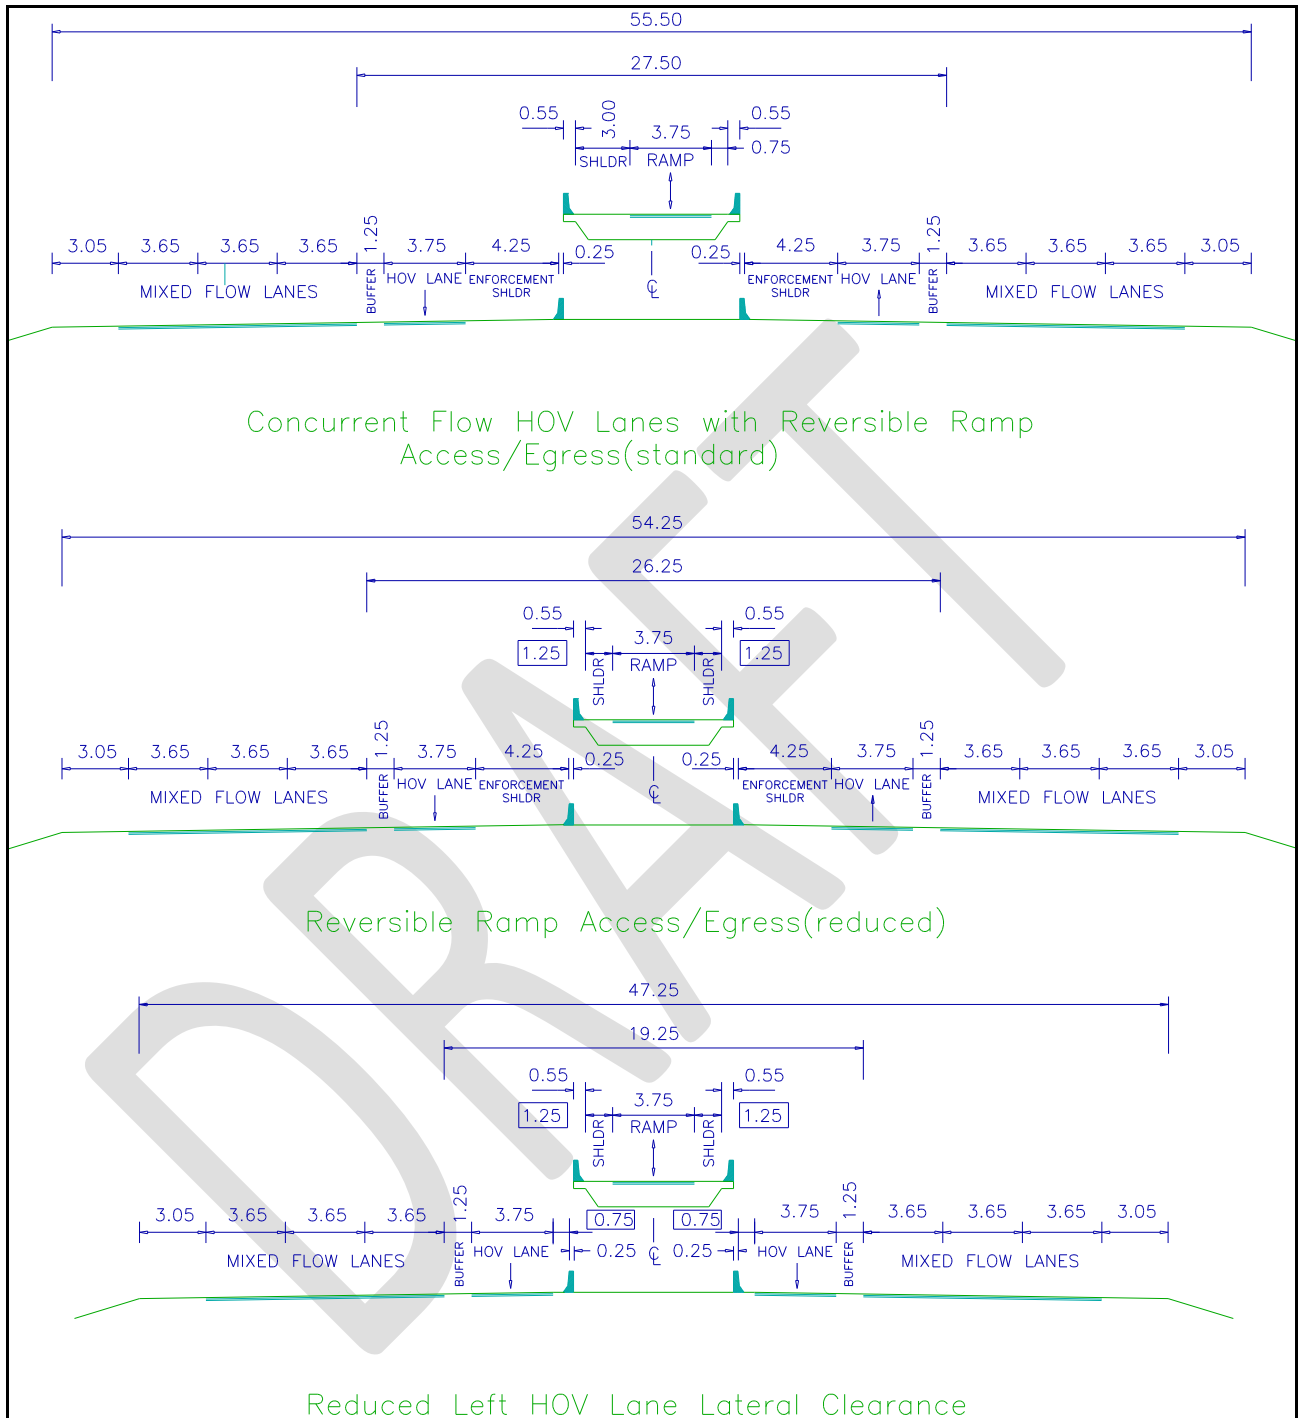 55.50
27.50
0.55 3.00 3.75 0.55
0.75
SHLDR RAMP
3.05 3.65 3.65 3.65 1.25 3.75 4.25 0.25 0.25 4.25 3.75 1.25 3.65 3.65 3.65 3.05
MIXED FLOW LANES BUFFER HOV LANE ENFORCEMENT SHLDR ℄ ENFORCEMENT SHLDR HOV LANE BUFFER MIXED FLOW LANES
Concurrent Flow HOV Lanes with Reversible Ramp
Access/Egress(standard)
54.25
26.25
0.55 0.55
1.25 3.75 1.25
SHLDR RAMP SHLDR
3.05 3.65 3.65 3.65 1.25 3.75 4.25 0.25 0.25 4.25 3.75 1.25 3.65 3.65 3.65 3.05
MIXED FLOW LANES BUFFER HOV LANE ENFORCEMENT SHLDR ℄ ENFORCEMENT SHLDR HOV LANE BUFFER MIXED FLOW LANES
Reversible Ramp Access/Egress(reduced)
47.25
19.25
0.55 0.55
1.25 3.75 1.25
SHLDR RAMP SHLDR
3.05 3.65 3.65 3.65 1.25 3.75 0.75 0.75 3.75 1.25 3.65 3.65 3.65 3.05
MIXED FLOW LANES BUFFER HOV LANE 0.25 ℄ 0.25 HOV LANE BUFFER MIXED FLOW LANES
Reduced Left HOV Lane Lateral Clearance
DRAFT